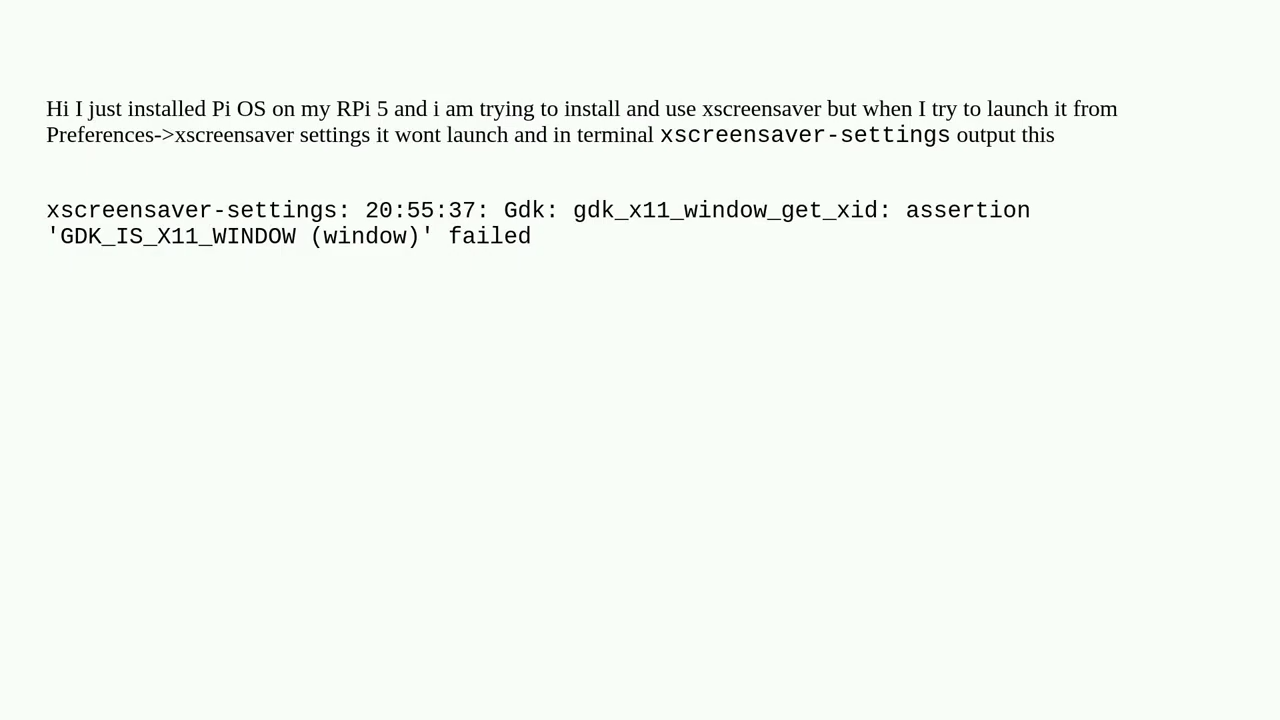 Hi I just installed Pi OS on my RPi 5 and i am trying to install and use xscreensaver but when I try to launch it from
Preferences->xscreensaver settings it wont launch and in terminal xscreensaver-settings output this
xscreensaver-settings: 20:55:37: Gdk: gdk_x11_window_get_xid: assertion
'GDK_IS_X11_WINDOW (window)' failed